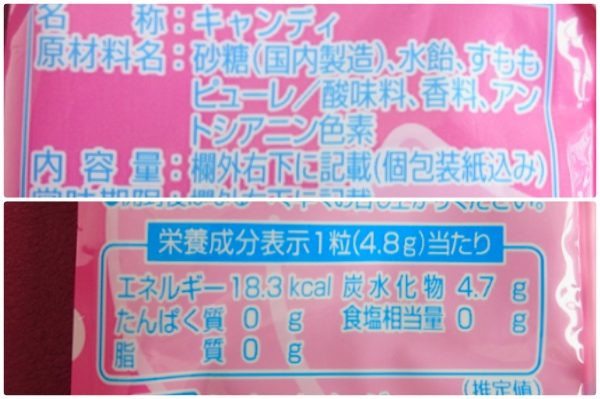 名称：キャンディ
原材料名：砂糖（国内製造）、水飴、すもも
ピューレ／酸味料、香料、アン
トシアニン色素
内容量：欄外右下に記載（個包装紙込み）
栄養成分表示1粒(4.8g)当たり
エネルギー 18.3 kcal 炭水化物 4.7 g
たんぱく質 0 g 食塩相当量 0 g
脂質 0 g
（推定値）